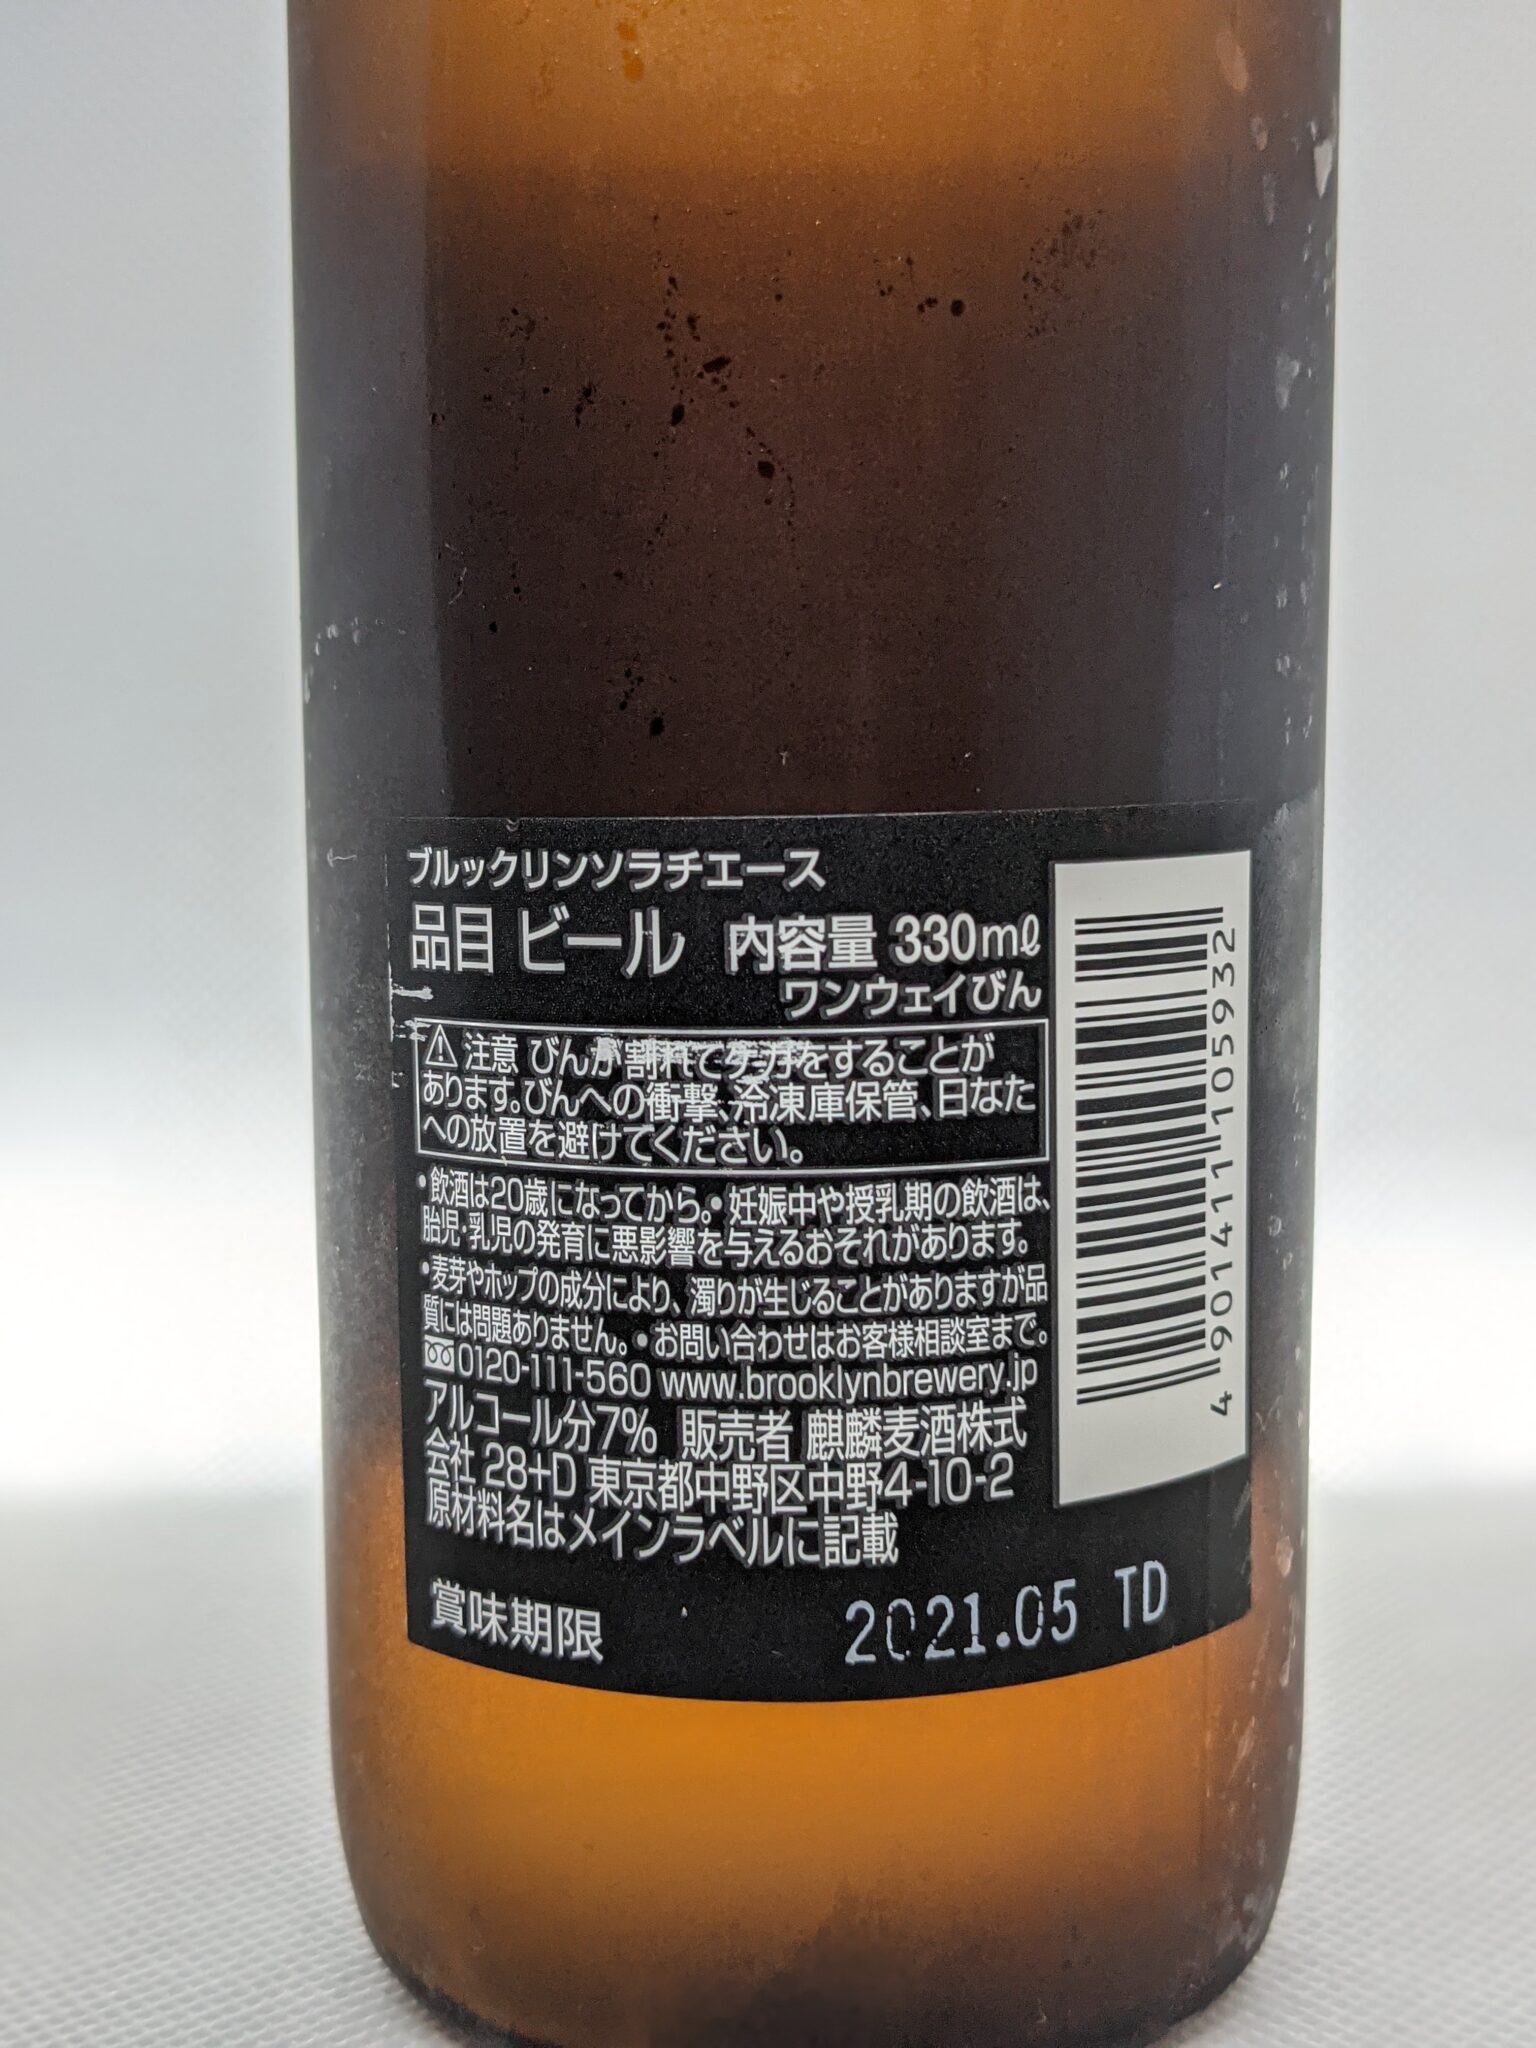 ブルックリンソラチエース
品目 ビール 内容量 330mℓ
ワンウェイびん
⚠注意 びんが割れてケガをすることが
あります。びんへの衝撃、冷凍庫保管、日なた
への放置を避けてください。
・飲酒は20歳になってから。・妊娠中や授乳期の飲酒は、
胎児・乳児の発育に悪影響を与えるおそれがあります。
・麦芽やホップの成分により、濁りが生じることがありますが品
質には問題ありません。・お問い合わせはお客様相談室まで。
0120-111-560 www.brooklynbrewery.jp
アルコール分7% 販売者 麒麟麦酒株式
会社 28+D 東京都中野区中野4-10-2
原材料名はメインラベルに記載
賞味期限 2021.05 TD
4 901411 105932